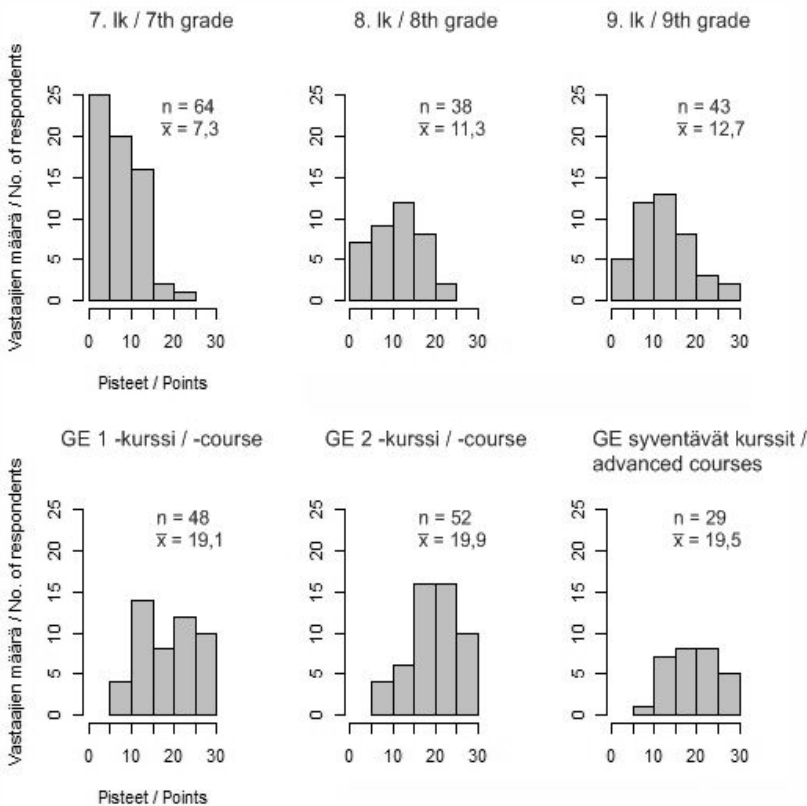 7. lk / 7th grade
8. lk / 8th grade
9. lk / 9th grade
Vastaajien määrä / No. of respondents
25
20
15
10
5
0
n = 64
x̅ = 7,3
0 10 20 30
Pisteet / Points
25
20
15
10
5
0
n = 38
x̅ = 11,3
0 10 20 30
25
20
15
10
5
0
n = 43
x̅ = 12,7
0 10 20 30
GE 1 -kurssi / -course
GE 2 -kurssi / -course
GE syventävät kurssit /
advanced courses
Vastaajien määrä / No. of respondents
25
20
15
10
5
0
n = 48
x̅ = 19,1
0 10 20 30
Pisteet / Points
25
20
15
10
5
0
n = 52
x̅ = 19,9
0 10 20 30
25
20
15
10
5
0
n = 29
x̅ = 19,5
0 10 20 30